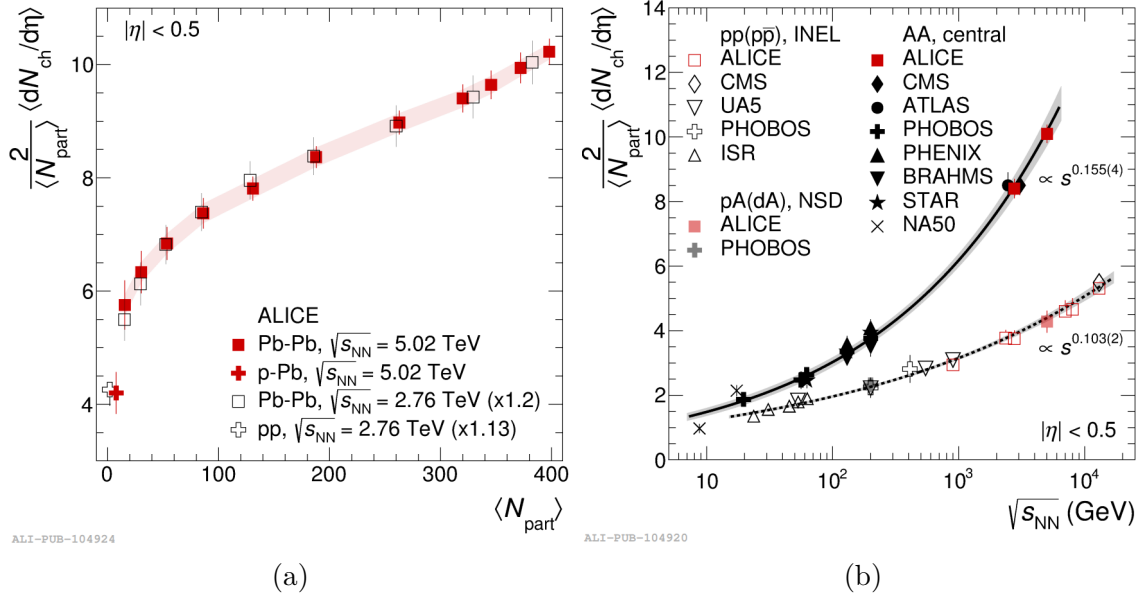 |η| < 0.5
2/⟨N_part⟩ ⟨dN_ch/dη⟩
10
8
6
4
ALICE
Pb-Pb, √s_NN = 5.02 TeV
p-Pb, √s_NN = 5.02 TeV
Pb-Pb, √s_NN = 2.76 TeV (x1.2)
pp, √s_NN = 2.76 TeV (x1.13)
0 100 200 300 400
⟨N_part⟩
ALI-PUB-104924
(a)
2/⟨N_part⟩ ⟨dN_ch/dη⟩
14
12
10
8
6
4
2
0
pp(pp̅), INEL
ALICE
CMS
UA5
PHOBOS
ISR
pA(dA), NSD
ALICE
PHOBOS
AA, central
ALICE
CMS
ATLAS
PHOBOS
PHENIX
BRAHMS
STAR
NA50
∝ s^0.155(4)
∝ s^0.103(2)
|η| < 0.5
10 10² 10³ 10⁴
√s_NN (GeV)
ALI-PUB-104920
(b)